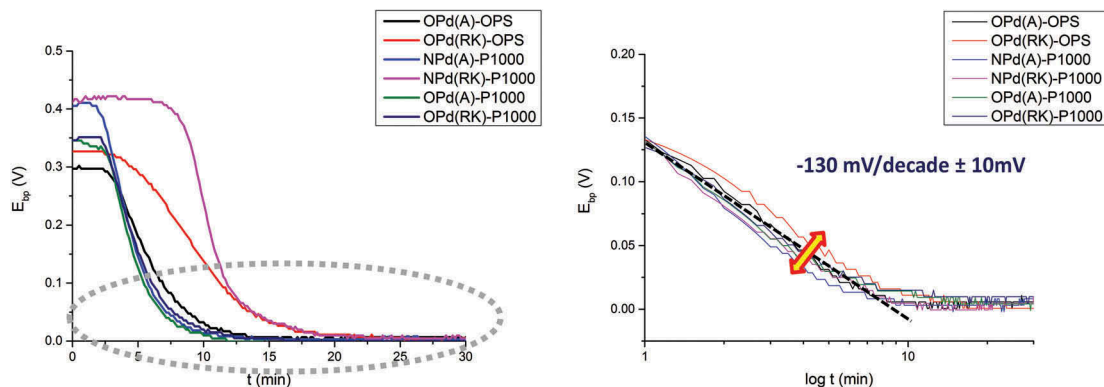 OPd(A)-OPS
OPd(RK)-OPS
NPd(A)-P1000
NPd(RK)-P1000
OPd(A)-P1000
OPd(RK)-P1000
0.5
0.4
0.3
0.2
0.1
0.0
E_bp (V)
0 5 10 15 20 25 30
t (min)
OPd(A)-OPS
OPd(RK)-OPS
NPd(A)-P1000
NPd(RK)-P1000
OPd(A)-P1000
OPd(RK)-P1000
0.20
0.15
0.10
0.05
0.00
E_bp (V)
-130 mV/decade ± 10mV
1 10
log t (min)